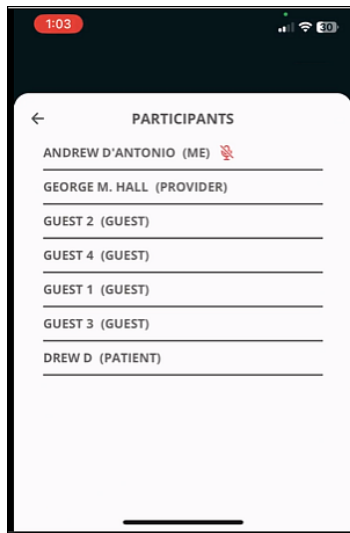 1:03
30
PARTICIPANTS
ANDREW D'ANTONIO (ME)
GEORGE M. HALL (PROVIDER)
GUEST 2 (GUEST)
GUEST 4 (GUEST)
GUEST 1 (GUEST)
GUEST 3 (GUEST)
DREW D (PATIENT)